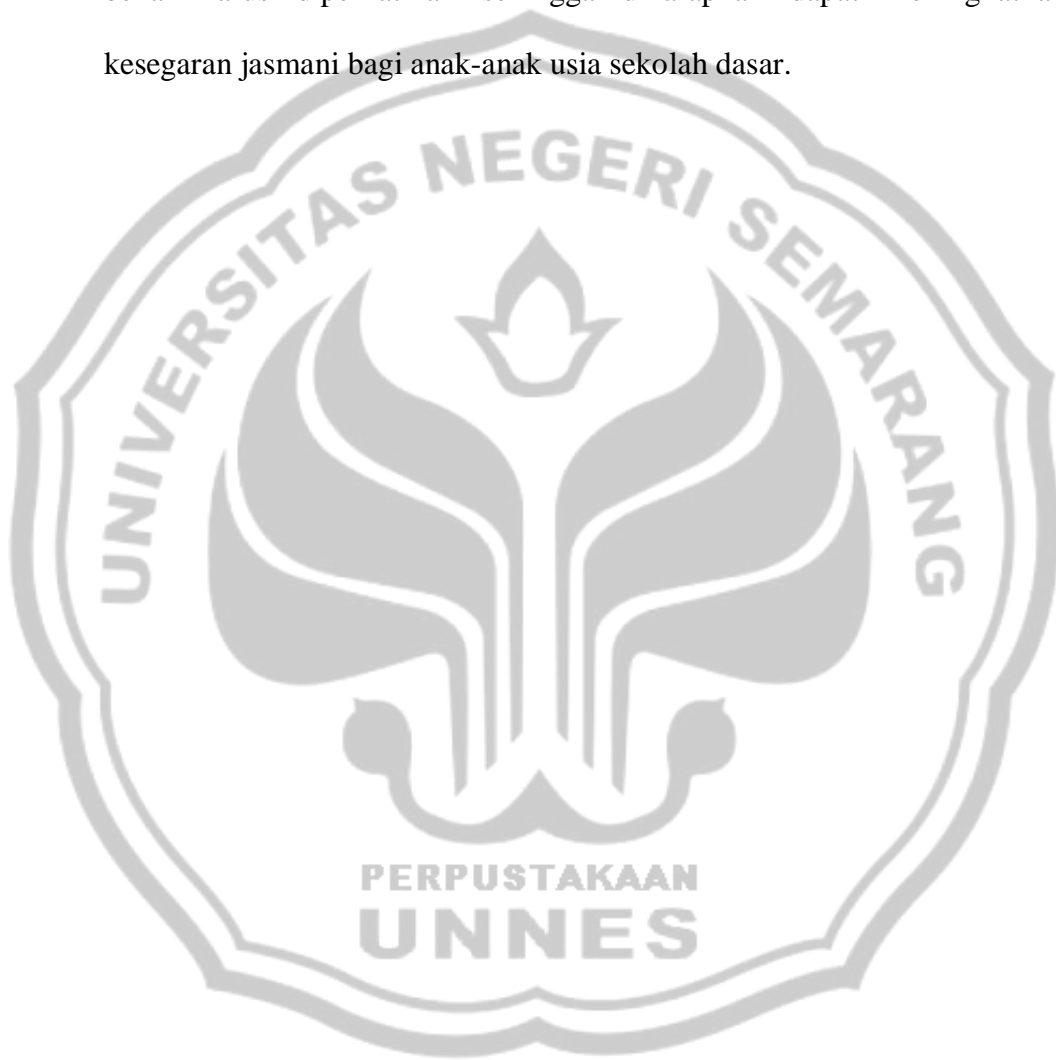 kesegaran jasmani bagi anak-anak usia sekolah dasar.
UNIVERSITAS NEGERI SEMARANG
PERPUSTAKAAN
UNNES